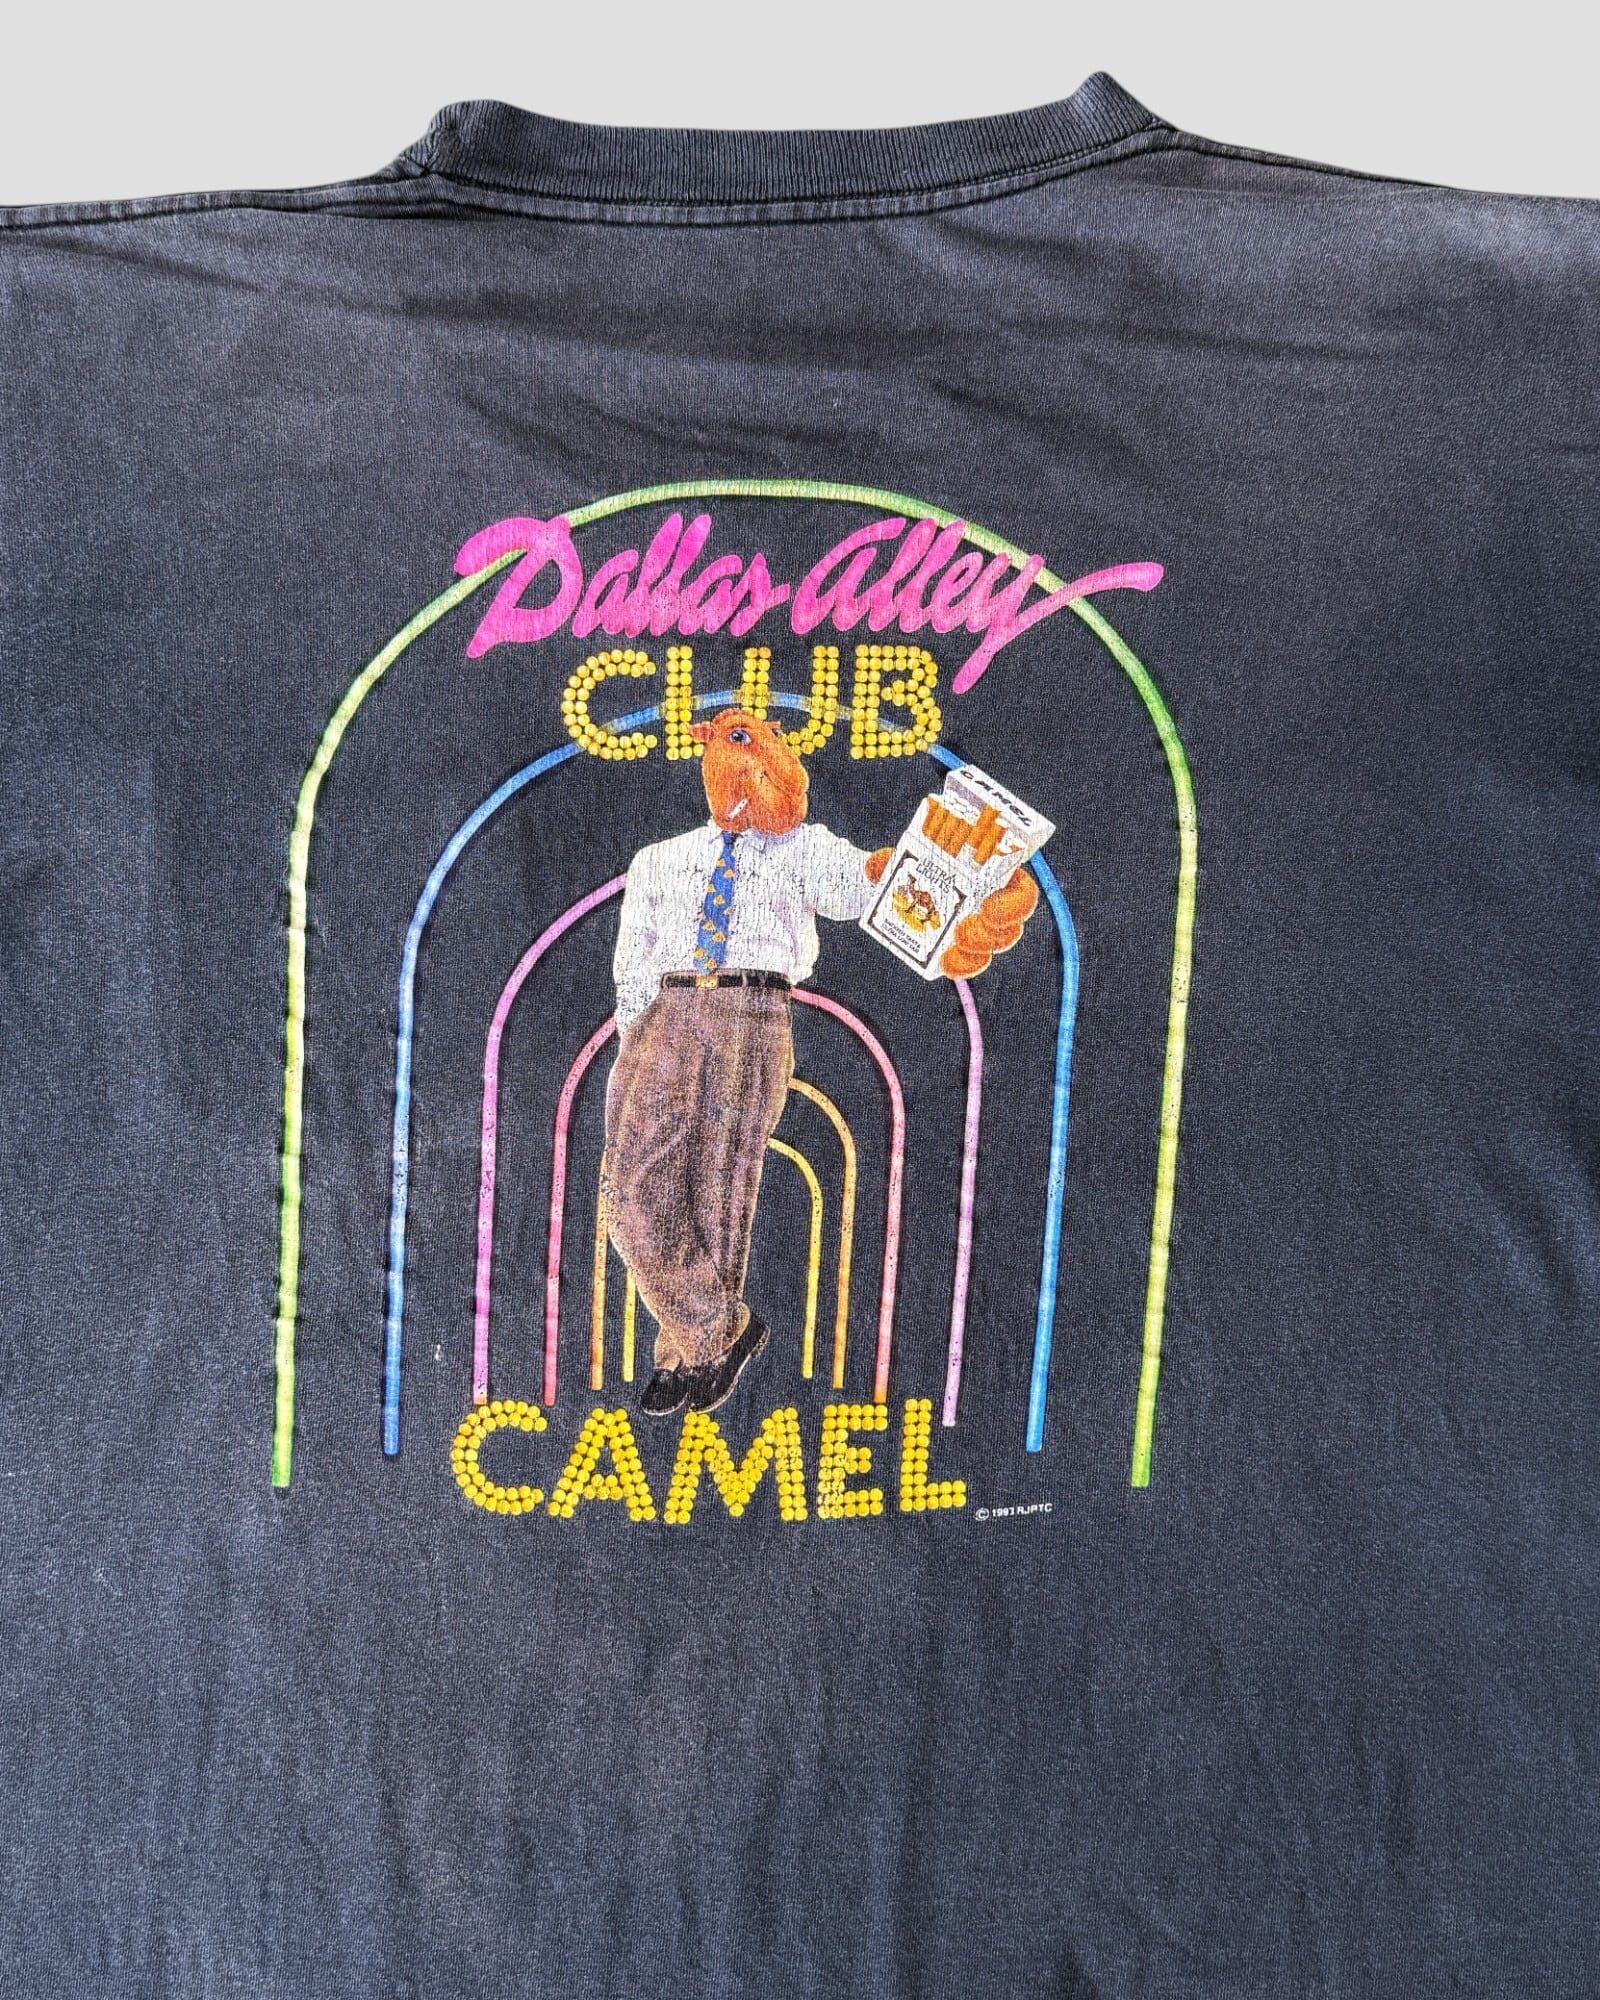 Dallas Alley
CLUB
CAMEL
ULTRA
LIGHTS
CAMEL
© 1993 RJRTC